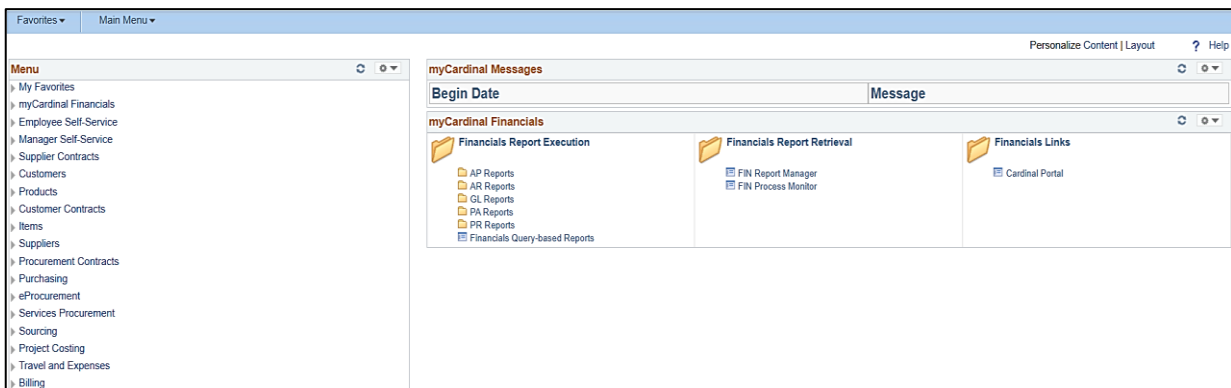 Favorites Main Menu
Personalize Content | Layout ? Help
Menu
My Favorites
myCardinal Financials
Employee Self-Service
Manager Self-Service
Supplier Contracts
Customers
Products
Customer Contracts
Items
Suppliers
Procurement Contracts
Purchasing
eProcurement
Services Procurement
Sourcing
Project Costing
Travel and Expenses
Billing
myCardinal Messages
Begin Date Message
myCardinal Financials
Financials Report Execution
AP Reports
AR Reports
GL Reports
PA Reports
PR Reports
Financials Query-based Reports
Financials Report Retrieval
FIN Report Manager
FIN Process Monitor
Financials Links
Cardinal Portal